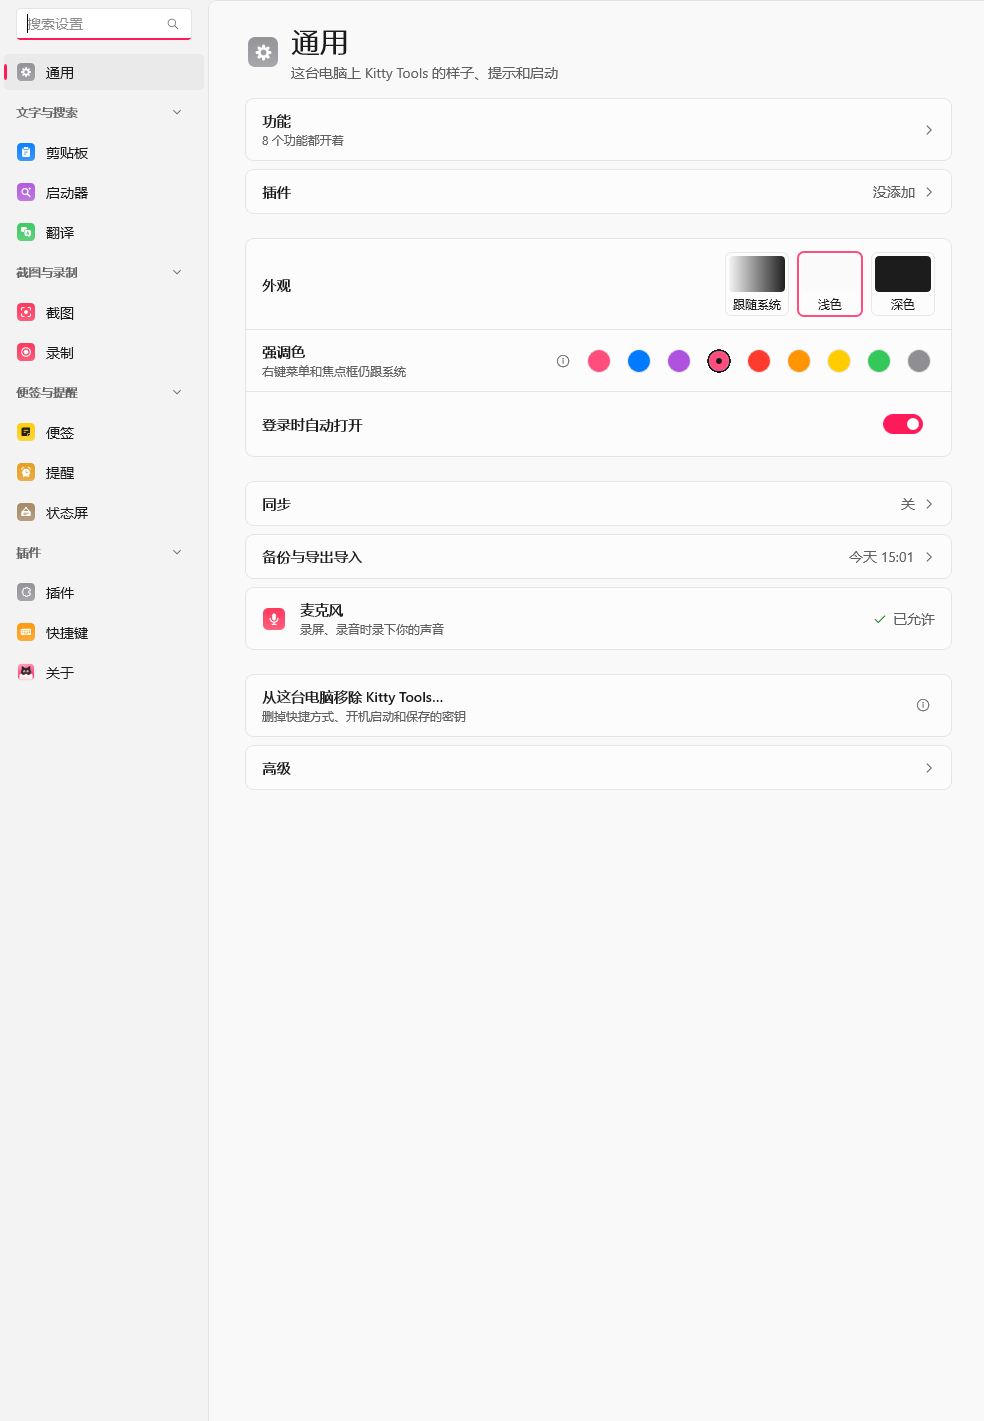 搜索设置
通用
文字与搜索
剪贴板
启动器
翻译
截图与录制
截图
录制
便签与提醒
便签
提醒
状态屏
插件
插件
快捷键
关于
通用
这台电脑上 Kitty Tools 的样子、提示和启动
功能
8 个功能都开着
插件
没添加
外观
跟随系统
浅色
深色
强调色
右键菜单和焦点框仍跟系统
登录时自动打开
同步
关
备份与导出导入
今天 15:01
麦克风
录屏、录音时录下你的声音
已允许
从这台电脑移除 Kitty Tools...
删掉快捷方式、开机启动和保存的密钥
高级